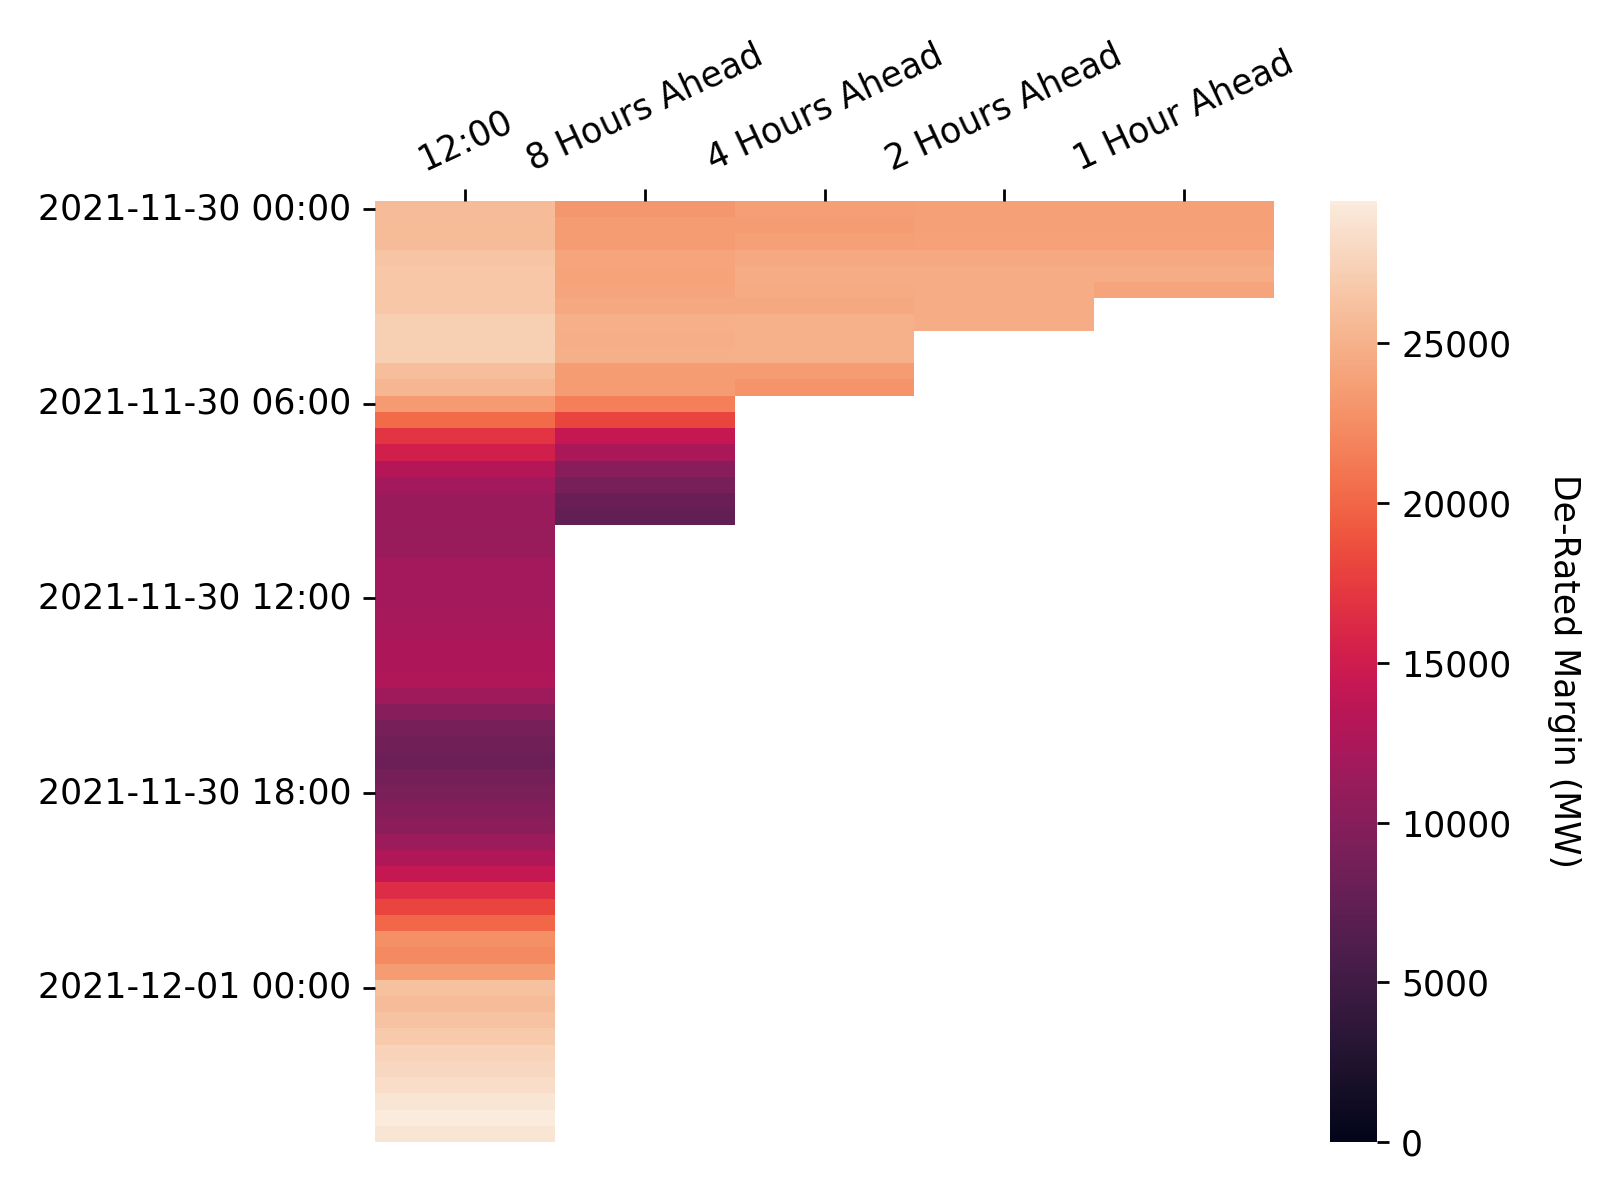 12:00
8 Hours Ahead
4 Hours Ahead
2 Hours Ahead
1 Hour Ahead
2021-11-30 00:00
2021-11-30 06:00
2021-11-30 12:00
2021-11-30 18:00
2021-12-01 00:00
25000
20000
15000
10000
5000
0
De-Rated Margin (MW)